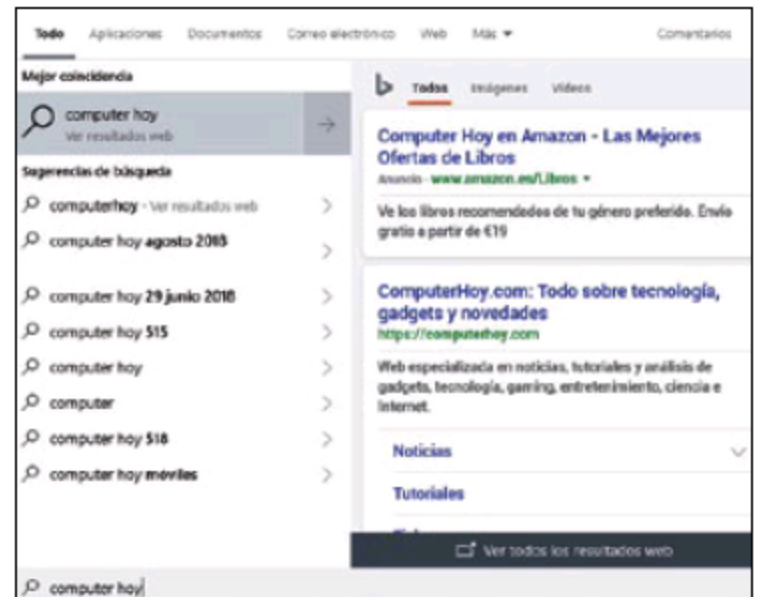 Todo Aplicaciones Documentos Correo electrónico Web Más Comentarios
Mejor coincidencia
computer hoy
Ver resultados web
Sugerencias de búsqueda
computerhoy - Ver resultados web
computer hoy agosto 2018
computer hoy 29 junio 2018
computer hoy 515
computer hoy
computer
computer hoy 518
computer hoy móviles
Todos Imágenes Vídeos
Computer Hoy en Amazon - Las Mejores
Ofertas de Libros
Anuncio - www.amazon.es/Libros
Ve los libros recomendados de tu género preferido. Envío
gratis a partir de €19
ComputerHoy.com: Todo sobre tecnología,
gadgets y novedades
https://computerhoy.com
Web especializada en noticias, tutoriales y análisis de
gadgets, tecnología, gaming, entretenimiento, ciencia e
Internet.
Noticias
Tutoriales
Ver todos los resultados web
computer hoy